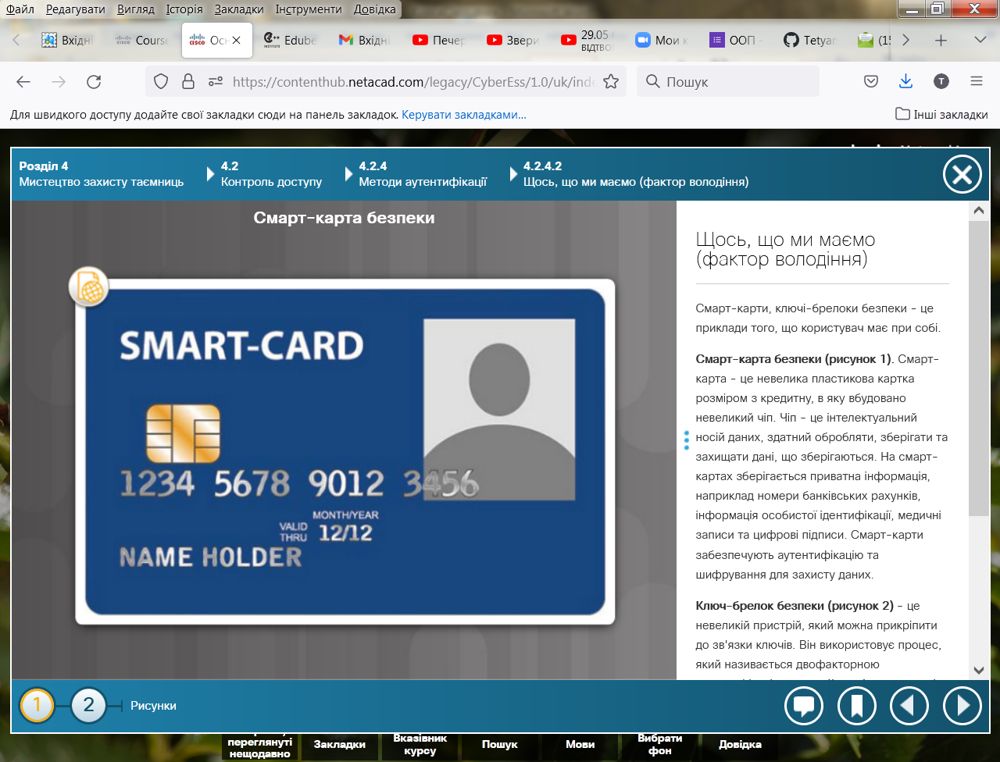 Файл Редагувати Вигляд Історія Закладки Інструменти Довідка
Вхідні Course Осн Edube Вхідні Печер Звери 29.05 Мои к ООП - Tetyan (15
ВІДТВО
https://contenthub.netacad.com/legacy/CyberEss/1.0/uk/inde
Пошук
Т
Для швидкого доступу додайте свої закладки сюди на панель закладок. Керувати закладками...
Інші закладки
Розділ 4
Мистецтво захисту таємниць
4.2
Контроль доступу
4.2.4
Методи аутентифікації
4.2.4.2
Щось, що ми маємо (фактор володіння)
Смарт-карта безпеки
SMART-CARD
1234 5678 9012 3456
MONTH/YEAR
VALID
THRU 12/12
NAME HOLDER
Щось, що ми маємо
(фактор володіння)
Смарт-карти, ключі-брелоки безпеки - це
приклади того, що користувач має при собі.
Смарт-карта безпеки (рисунок 1). Смарт-
карта - це невелика пластикова картка
розміром з кредитну, в яку вбудовано
невеликий чіп. Чіп - це інтелектуальний
носій даних, здатний обробляти, зберігати та
захищати дані, що зберігаються. На смарт-
картах зберігається приватна інформація,
наприклад номери банківських рахунків,
інформація особистої ідентифікації, медичні
записи та цифрові підписи. Смарт-карти
забезпечують аутентифікацію та
шифрування для захисту даних.
Ключ-брелок безпеки (рисунок 2) - це
невеликій пристрій, який можна прикріпити
до зв'язки ключів. Він використовує процес,
який називається двофакторною
1 2 Рисунки
переглянуті
нещодавно
Закладки
Вказівник
курсу
Пошук
Мови
Вибрати
фон
Довідка